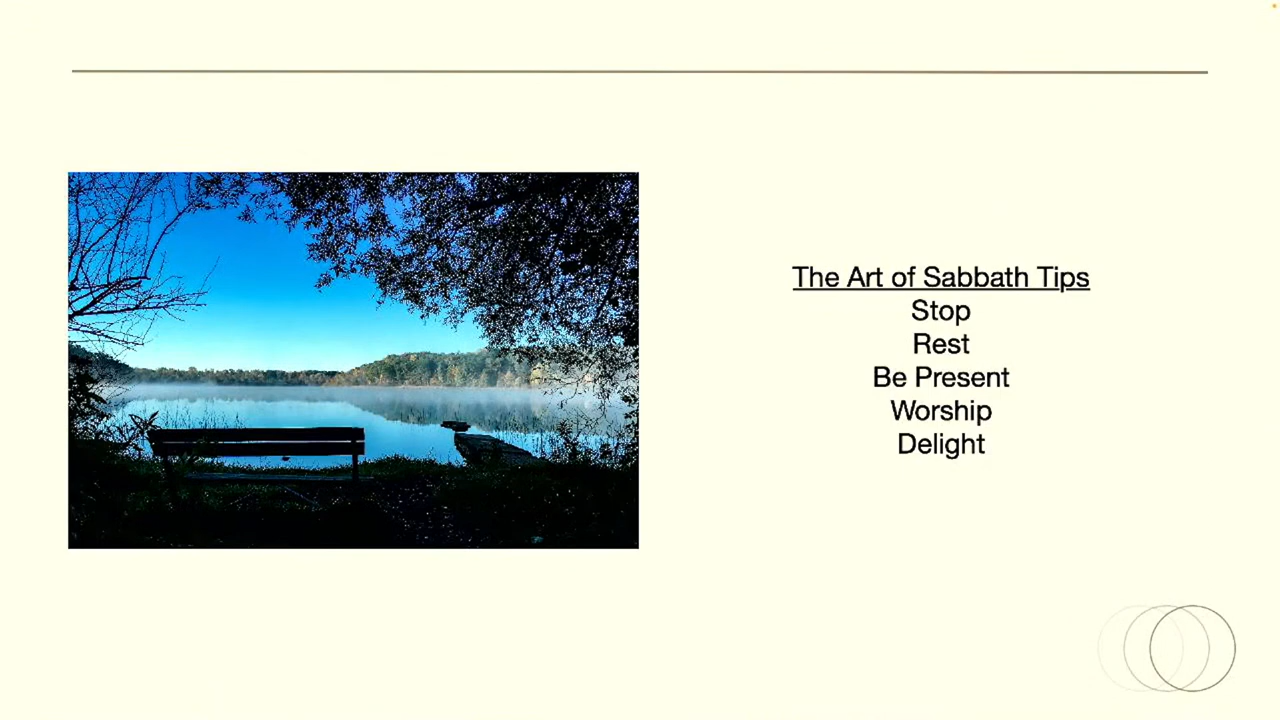 The Art of Sabbath Tips
Stop
Rest
Be Present
Worship
Delight